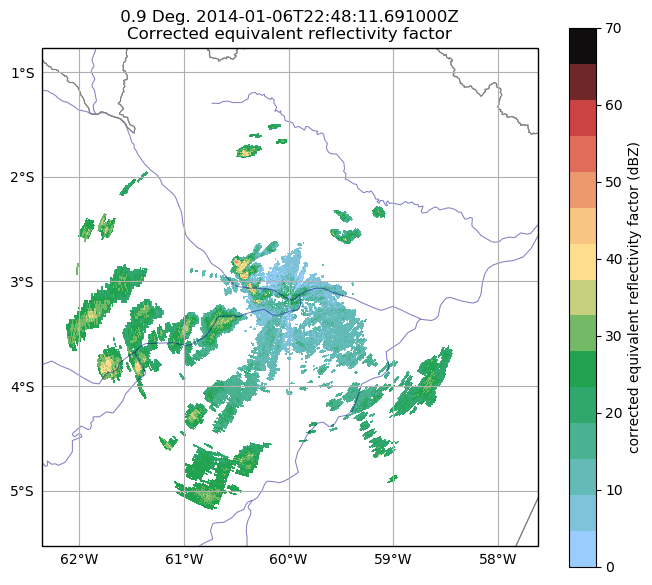 0.9 Deg. 2014-01-06T22:48:11.691000Z
Corrected equivalent reflectivity factor
1°S
2°S
3°S
4°S
5°S
62°W
61°W
60°W
59°W
58°W
70
60
50
40
30
20
10
0
corrected equivalent reflectivity factor (dBZ)